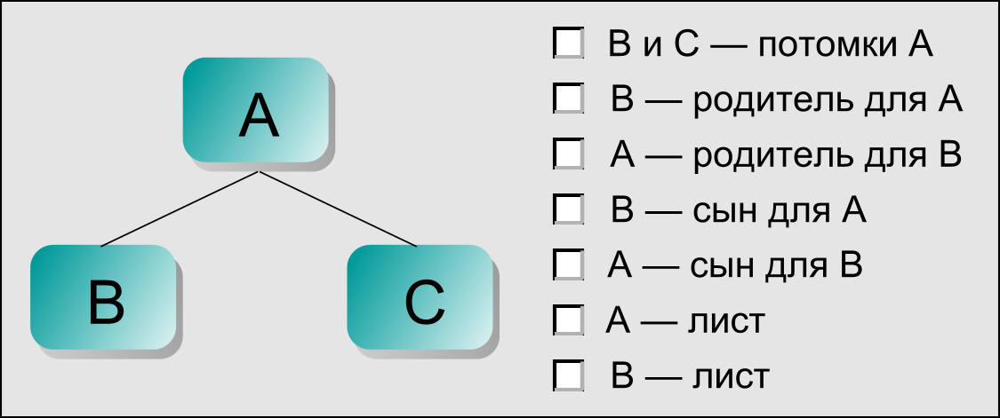 A
B
C
B и C — потомки A
B — родитель для A
A — родитель для B
B — сын для A
A — сын для B
A — лист
B — лист